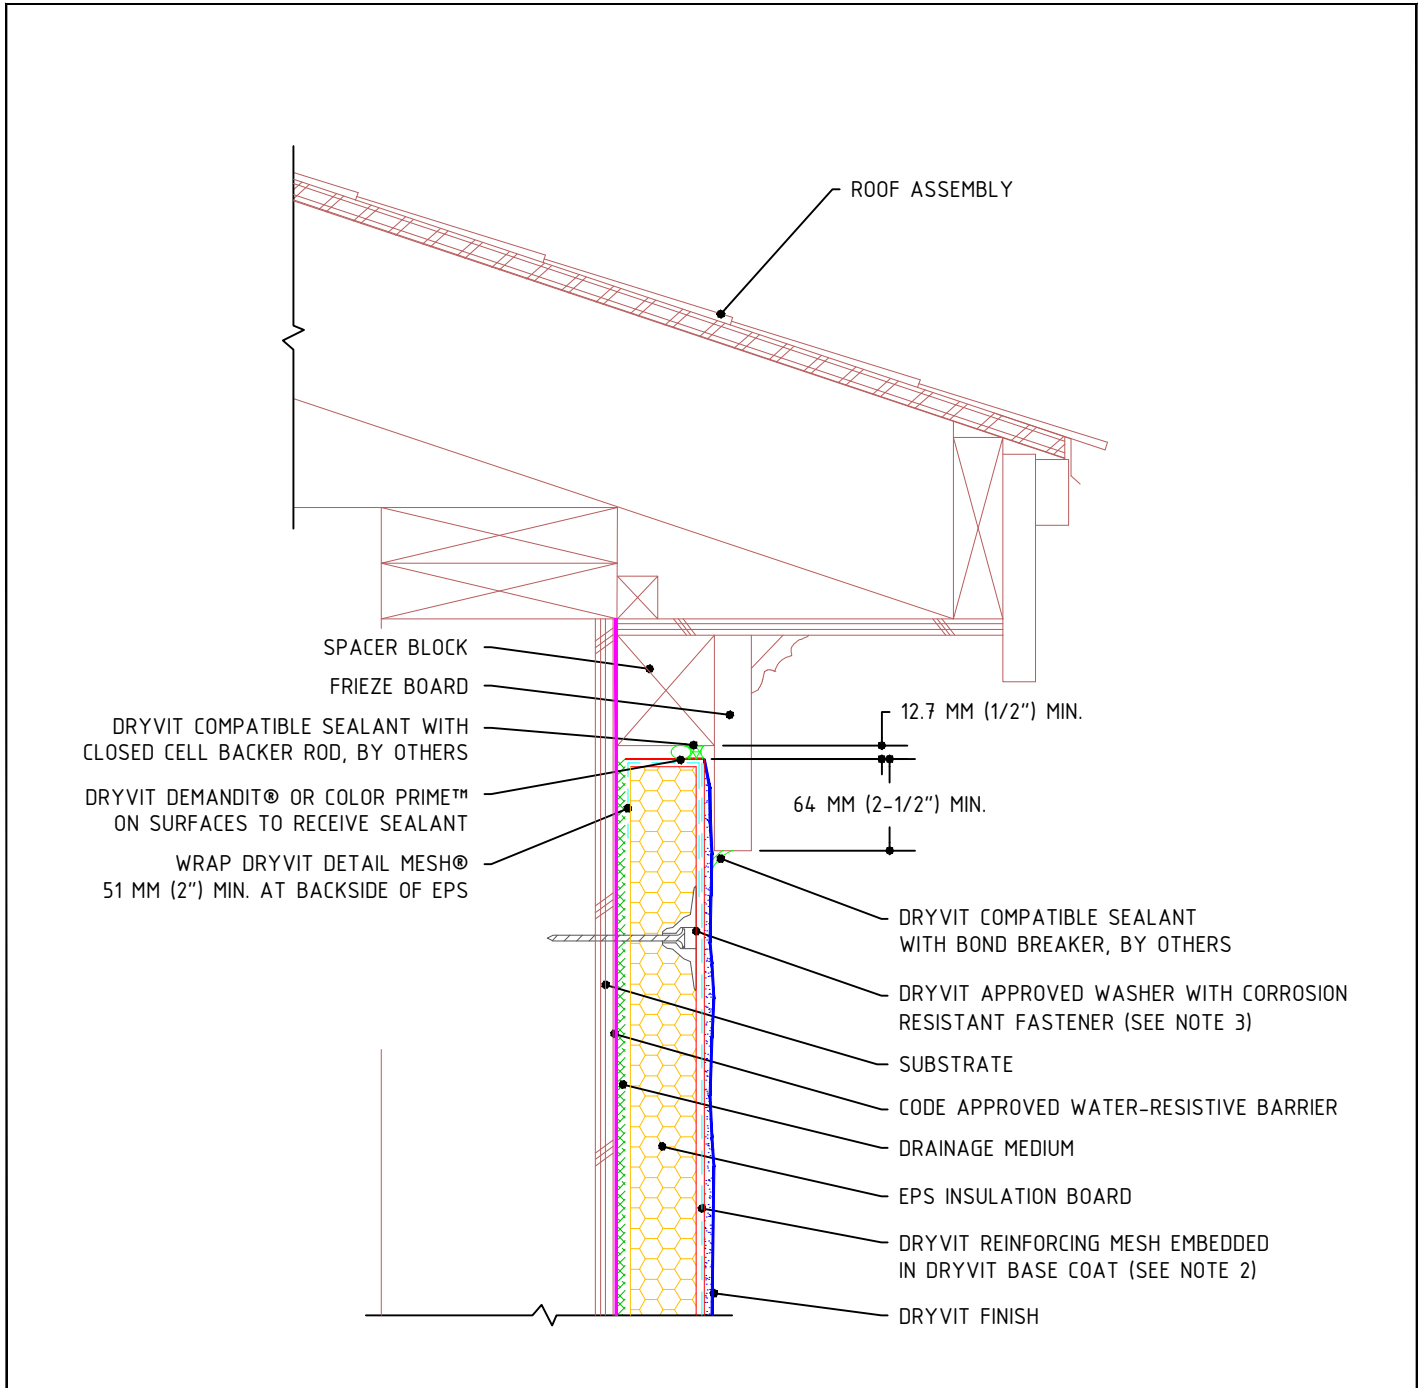 ROOF ASSEMBLY
SPACER BLOCK
FRIEZE BOARD
DRYVIT COMPATIBLE SEALANT WITH
CLOSED CELL BACKER ROD, BY OTHERS
DRYVIT DEMANDIT® OR COLOR PRIME™
ON SURFACES TO RECEIVE SEALANT
WRAP DRYVIT DETAIL MESH®
51 MM (2") MIN. AT BACKSIDE OF EPS
12.7 MM (1/2") MIN.
64 MM (2-1/2") MIN.
DRYVIT COMPATIBLE SEALANT
WITH BOND BREAKER, BY OTHERS
DRYVIT APPROVED WASHER WITH CORROSION
RESISTANT FASTENER (SEE NOTE 3)
SUBSTRATE
CODE APPROVED WATER-RESISTIVE BARRIER
DRAINAGE MEDIUM
EPS INSULATION BOARD
DRYVIT REINFORCING MESH EMBEDDED
IN DRYVIT BASE COAT (SEE NOTE 2)
DRYVIT FINISH